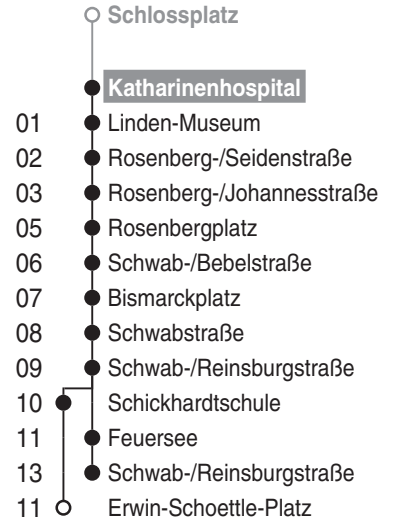 Schlossplatz
Katharinenhospital
01 Linden-Museum
02 Rosenberg-/Seidenstraße
03 Rosenberg-/Johannesstraße
05 Rosenbergplatz
06 Schwab-/Bebelstraße
07 Bismarckplatz
08 Schwabstraße
09 Schwab-/Reinsburgstraße
10 Schickhardtschule
11 Feuersee
13 Schwab-/Reinsburgstraße
11 Erwin-Schoettle-Platz